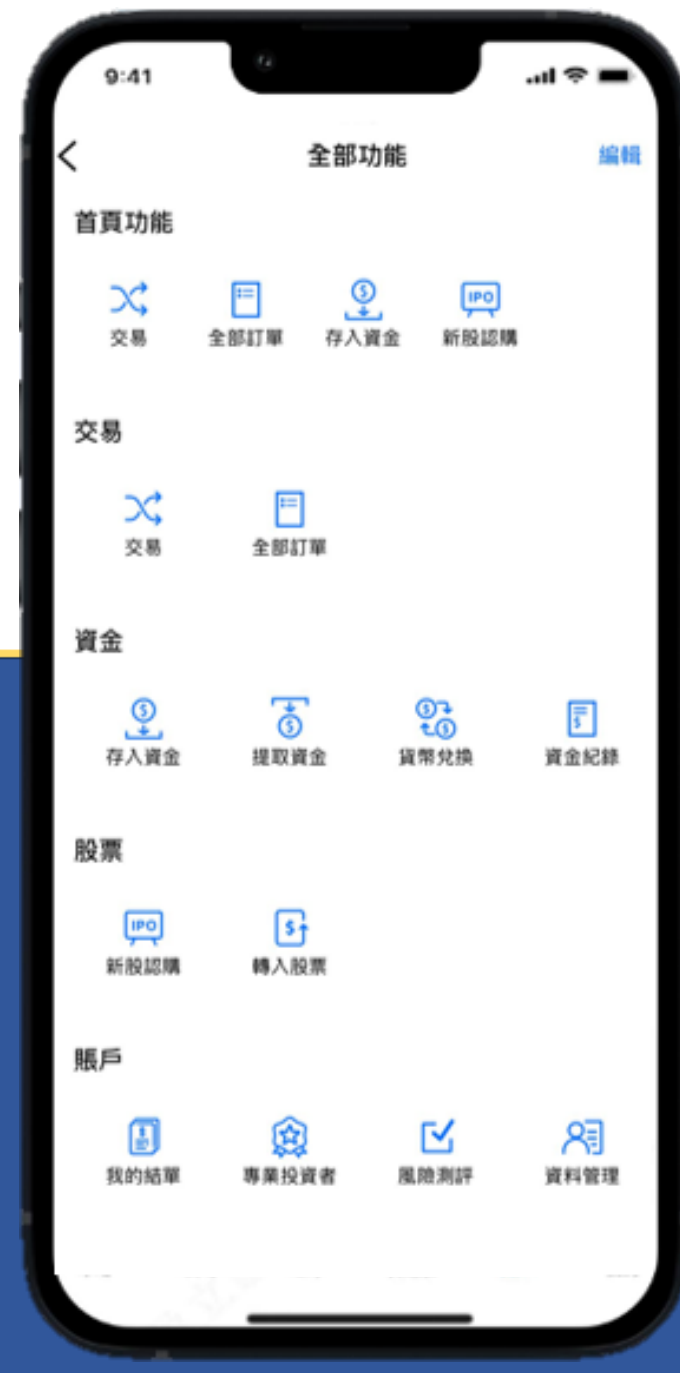 9:41
全部功能 編輯
首頁功能
IPO
交易 全部訂單 存入資金 新股認購
交易
交易 全部訂單
資金
存入資金 提取資金 貨幣兌換 資金紀錄
股票
IPO
新股認購 轉入股票
賬戶
我的結單 專業投資者 風險測評 資料管理